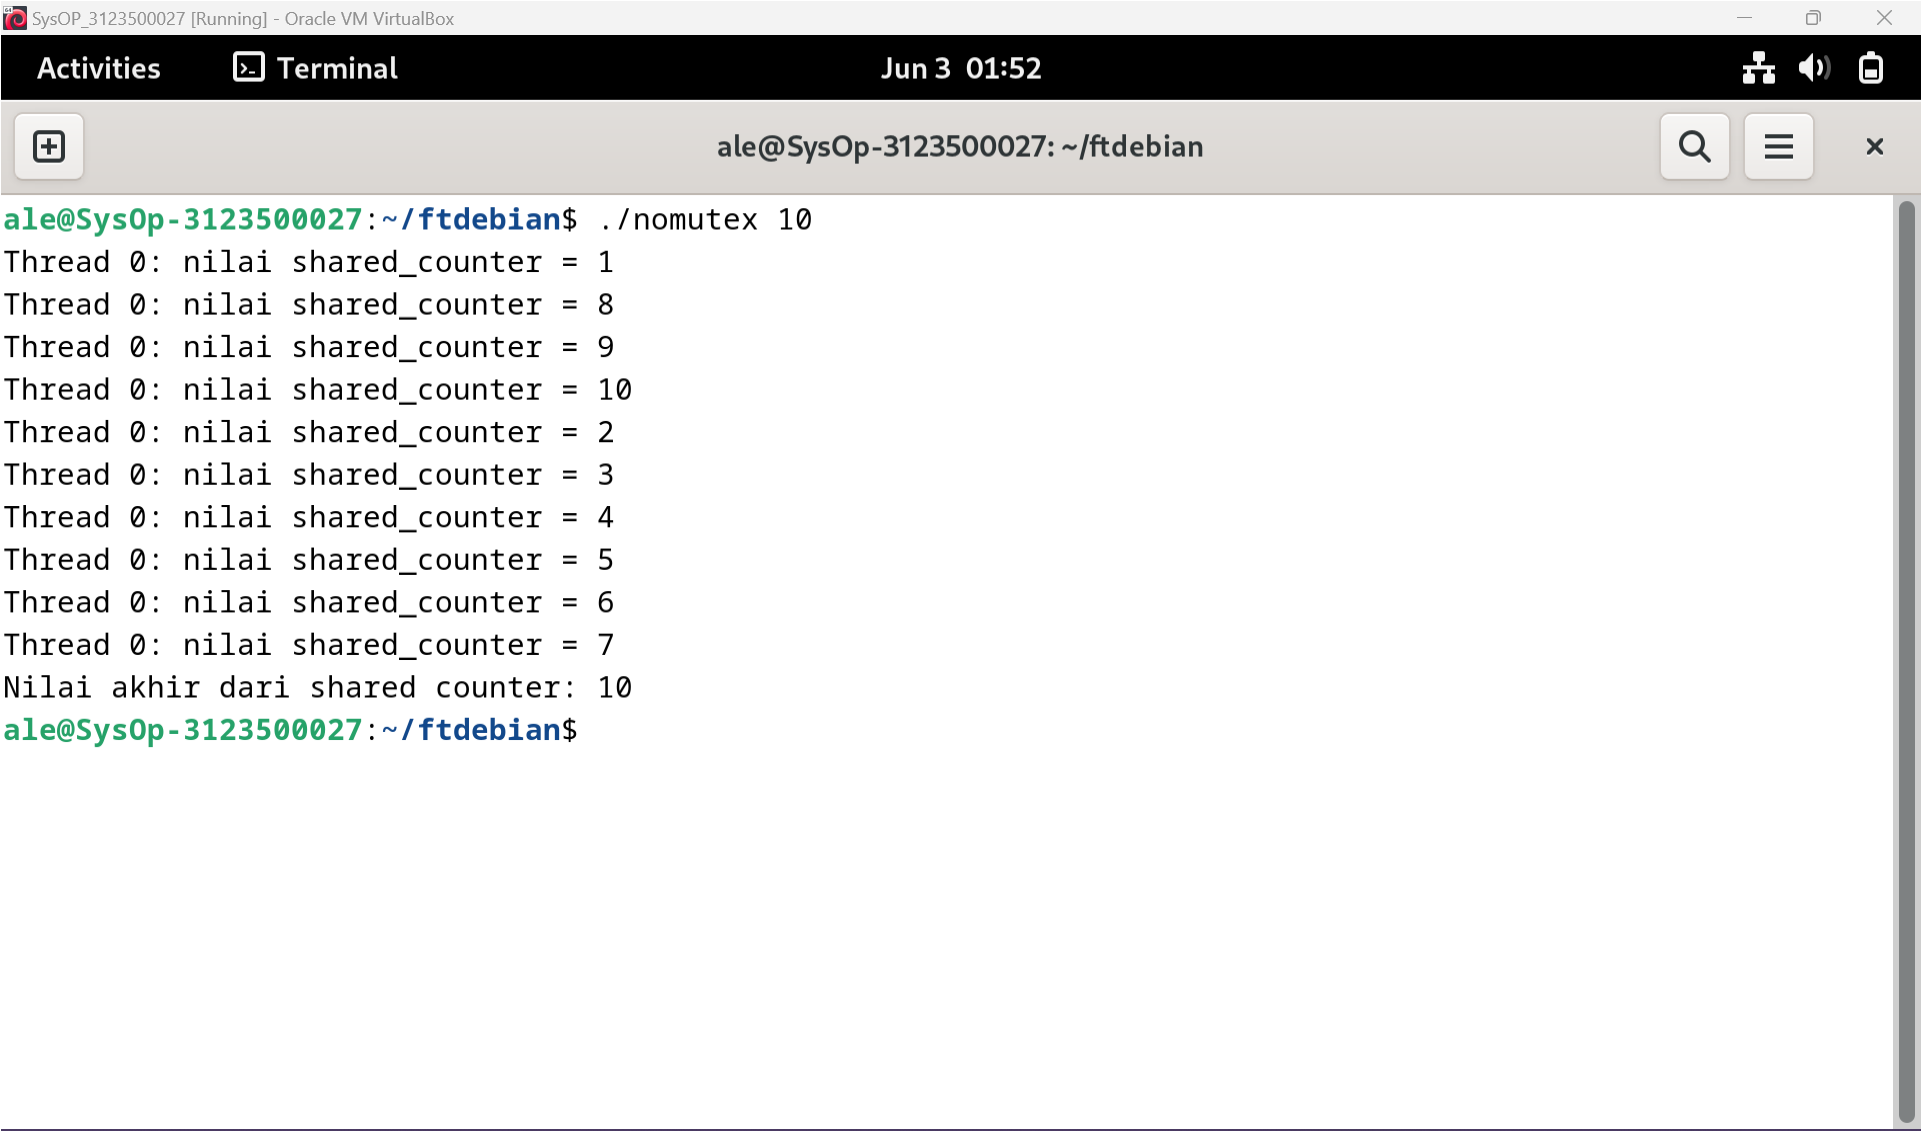 SysOP_3123500027 [Running] - Oracle VM VirtualBox
Activities Terminal Jun 3 01:52
ale@SysOp-3123500027: ~/ftdebian
ale@SysOp-3123500027:~/ftdebian$ ./nomutex 10
Thread 0: nilai shared_counter = 1
Thread 0: nilai shared_counter = 8
Thread 0: nilai shared_counter = 9
Thread 0: nilai shared_counter = 10
Thread 0: nilai shared_counter = 2
Thread 0: nilai shared_counter = 3
Thread 0: nilai shared_counter = 4
Thread 0: nilai shared_counter = 5
Thread 0: nilai shared_counter = 6
Thread 0: nilai shared_counter = 7
Nilai akhir dari shared counter: 10
ale@SysOp-3123500027:~/ftdebian$